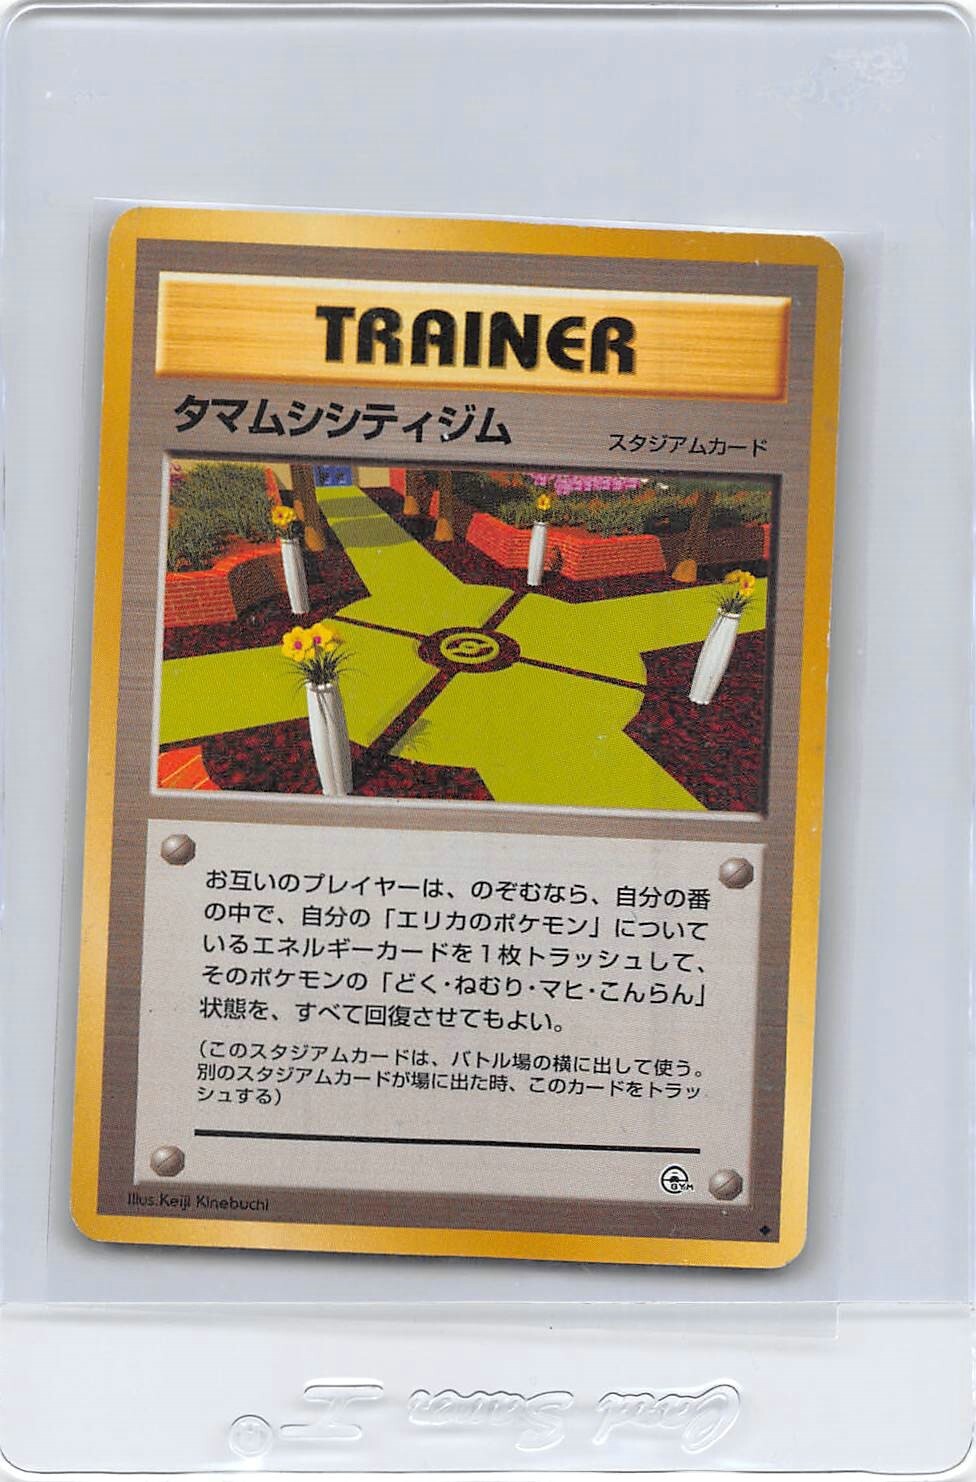 TRAINER
タマムシシティジム
スタジアムカード
お互いのプレイヤーは、のぞむなら、自分の番
の中で、自分の「エリカのポケモン」について
いるエネルギーカードを1枚トラッシュして、
そのポケモンの「どく・ねむり・マヒ・こんらん」
状態を、すべて回復させてもよい。
(このスタジアムカードは、バトル場の横に出して使う。
別のスタジアムカードが場に出た時、このカードをトラッ
シュする)
GYM
Illus.Keiji Kinebuchi
Card Saver I